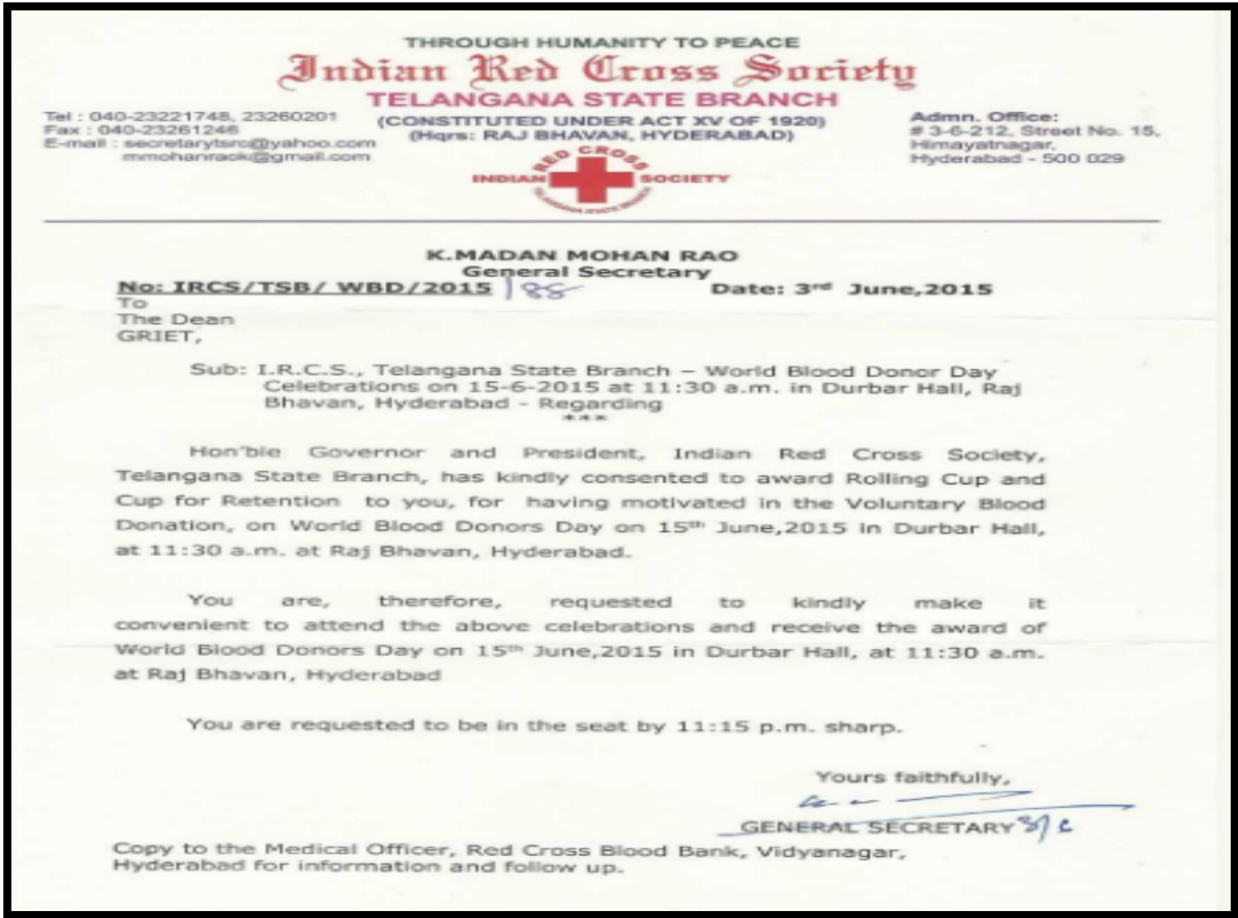 THROUGH HUMANITY TO PEACE
Indian Red Cross Society
TELANGANA STATE BRANCH
(CONSTITUTED UNDER ACT XV OF 1920)
(Hqrs: RAJ BHAVAN, HYDERABAD)
Tel : 040-23221748, 23260201
Fax : 040-23261246
E-mail : secretarytsrc@yahoo.com
mmohanraok@gmail.com
Admn. Office:
# 3-6-212, Street No. 15,
Himayatnagar,
Hyderabad - 500 029
RED CROSS
INDIAN SOCIETY
TELANGANA STATE BRANCH
K.MADAN MOHAN RAO
General Secretary
No: IRCS/TSB/ WBD/2015 /88 Date: 3rd June,2015
To
The Dean
GRIET,
Sub: I.R.C.S., Telangana State Branch – World Blood Donor Day
Celebrations on 15-6-2015 at 11:30 a.m. in Durbar Hall, Raj
Bhavan, Hyderabad - Regarding
***
Hon'ble Governor and President, Indian Red Cross Society,
Telangana State Branch, has kindly consented to award Rolling Cup and
Cup for Retention to you, for having motivated in the Voluntary Blood
Donation, on World Blood Donors Day on 15th June,2015 in Durbar Hall,
at 11:30 a.m. at Raj Bhavan, Hyderabad.
You are, therefore, requested to kindly make it
convenient to attend the above celebrations and receive the award of
World Blood Donors Day on 15th June,2015 in Durbar Hall, at 11:30 a.m.
at Raj Bhavan, Hyderabad
You are requested to be in the seat by 11:15 p.m. sharp.
Yours faithfully,
GENERAL SECRETARY
Copy to the Medical Officer, Red Cross Blood Bank, Vidyanagar,
Hyderabad for information and follow up.